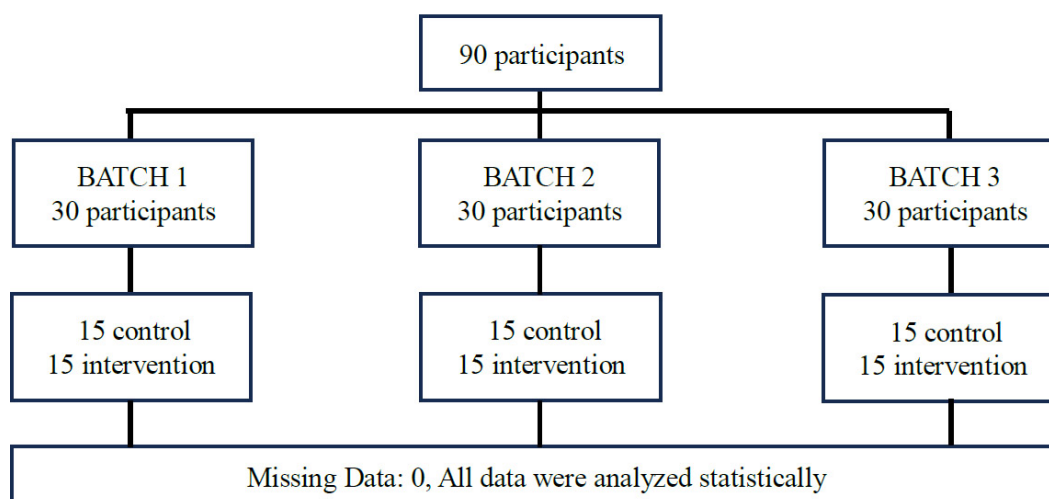 90 participants
BATCH 1
30 participants
BATCH 2
30 participants
BATCH 3
30 participants
15 control
15 intervention
15 control
15 intervention
15 control
15 intervention
Missing Data: 0, All data were analyzed statistically